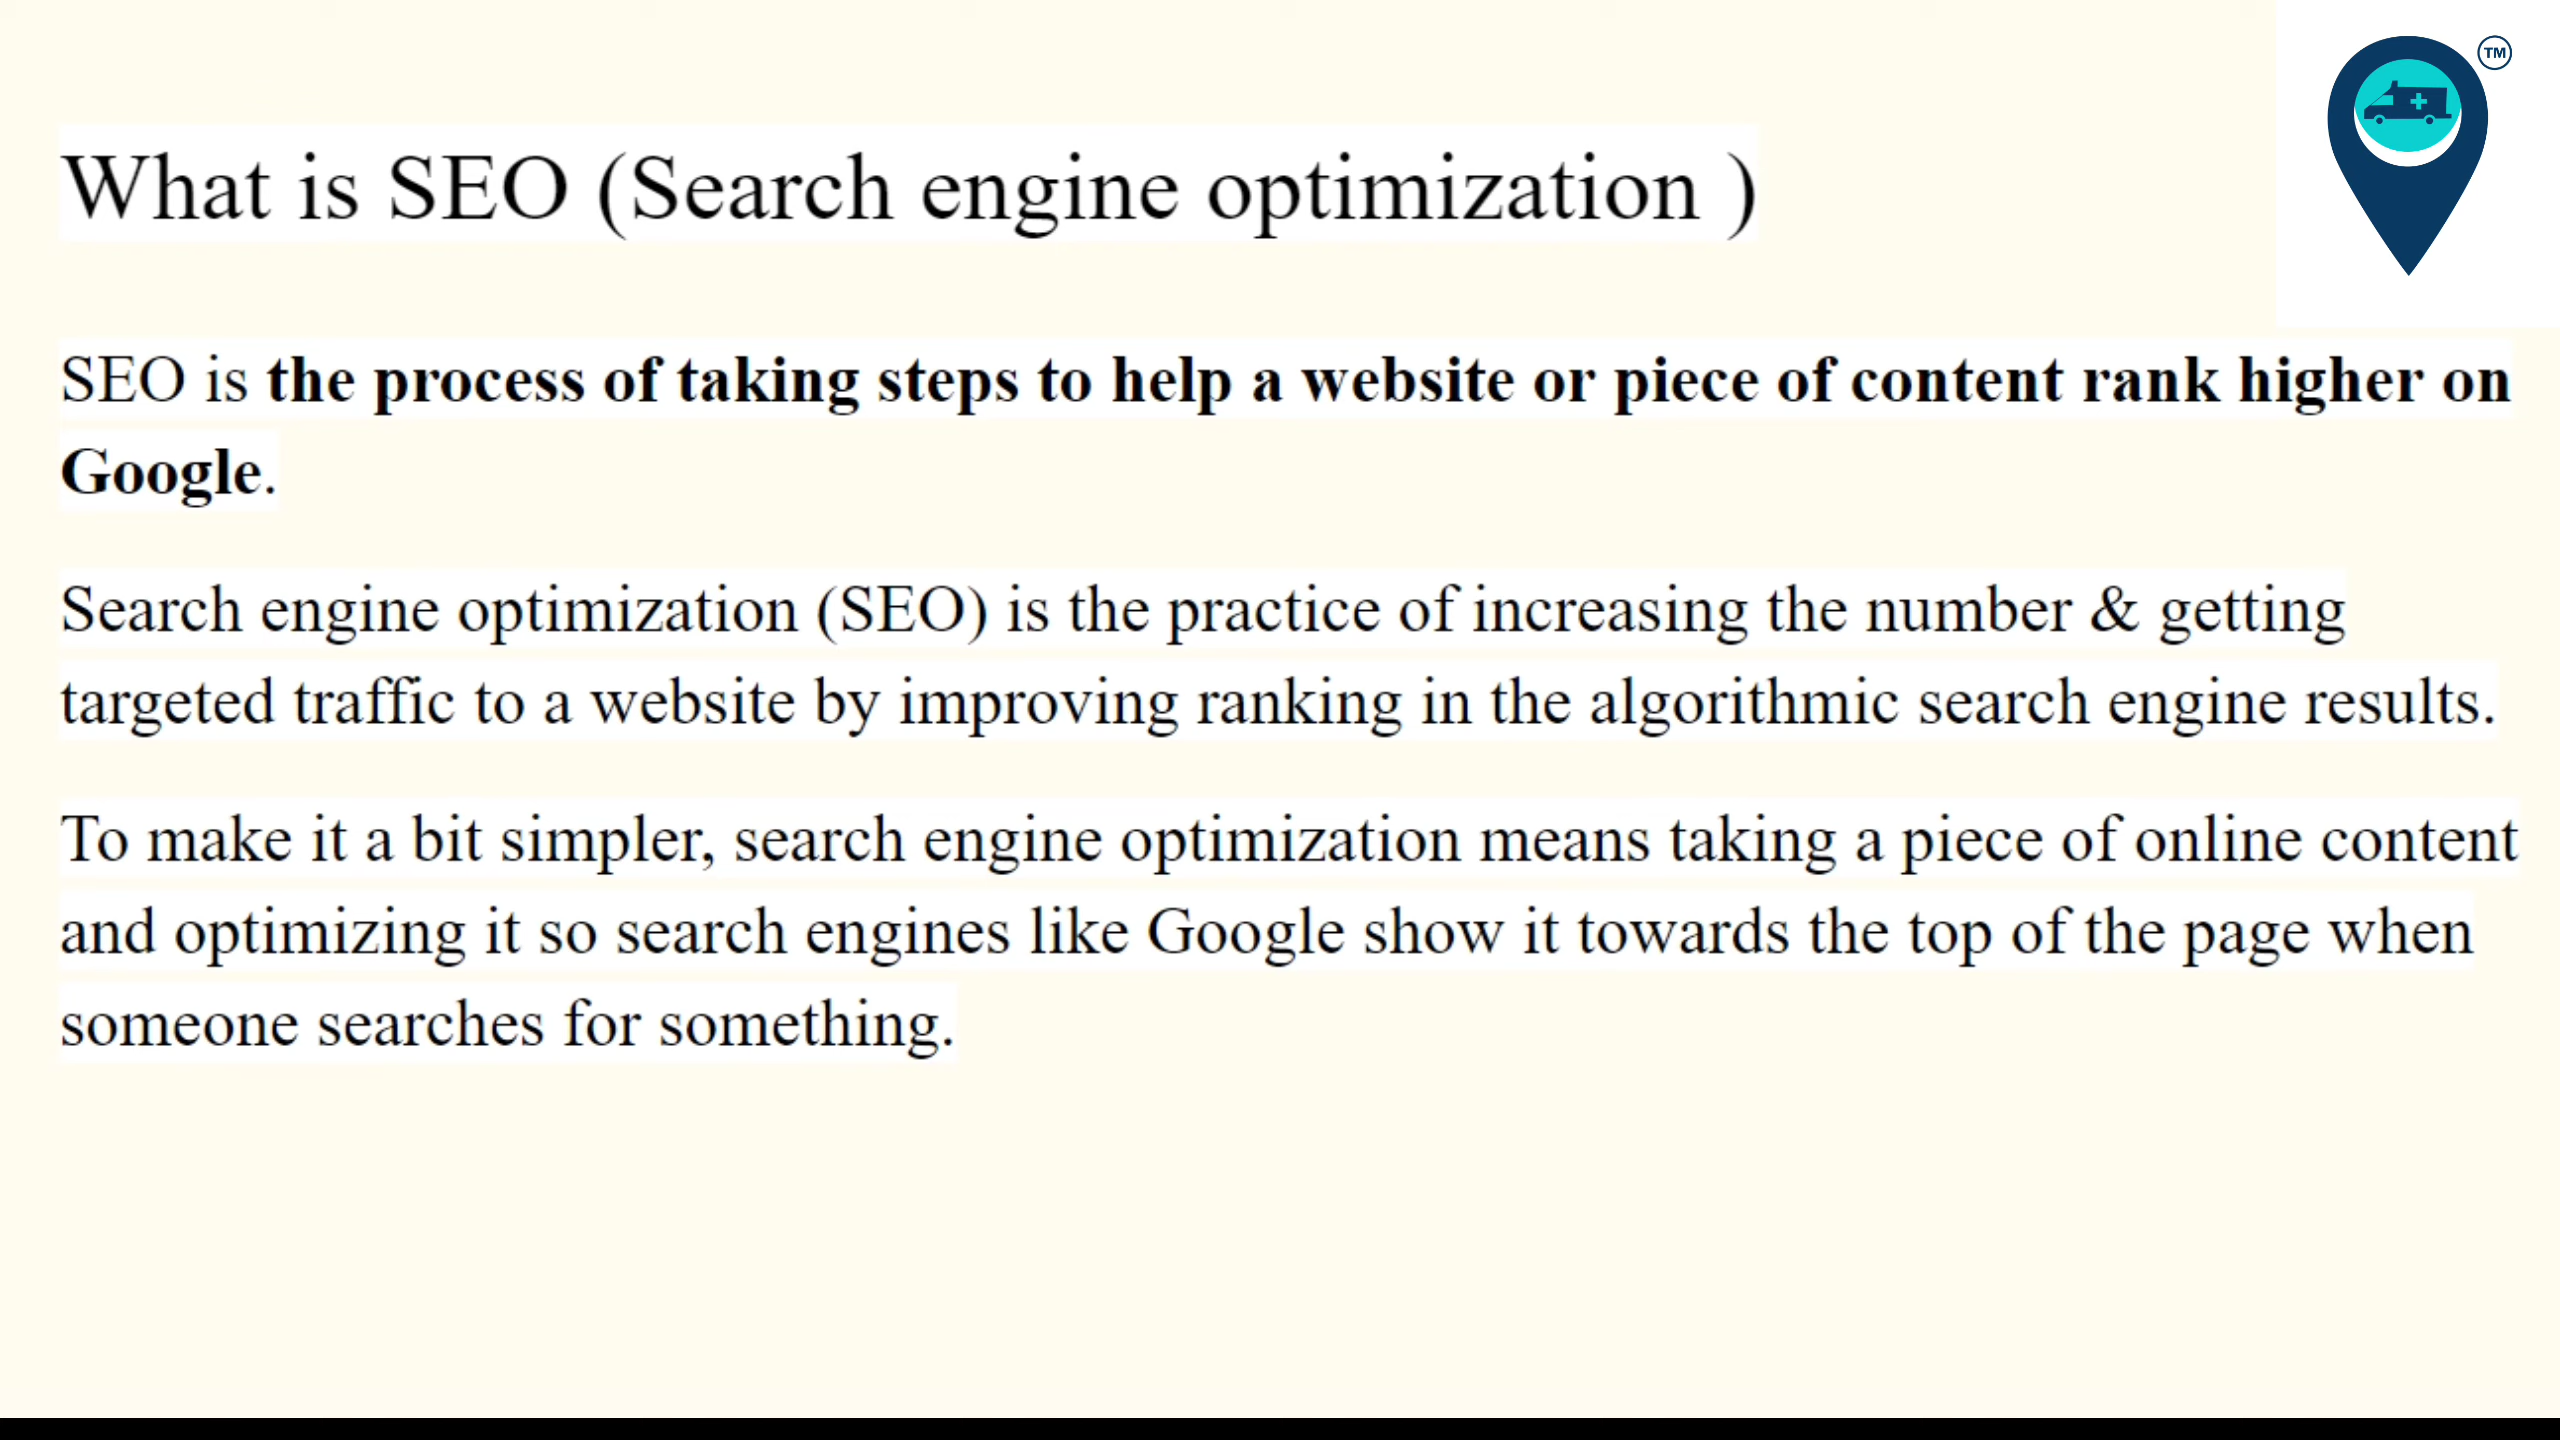 What is SEO (Search engine optimization )
TM
SEO is the process of taking steps to help a website or piece of content rank higher on
Google.
Search engine optimization (SEO) is the practice of increasing the number & getting
targeted traffic to a website by improving ranking in the algorithmic search engine results.
To make it a bit simpler, search engine optimization means taking a piece of online content
and optimizing it so search engines like Google show it towards the top of the page when
someone searches for something.